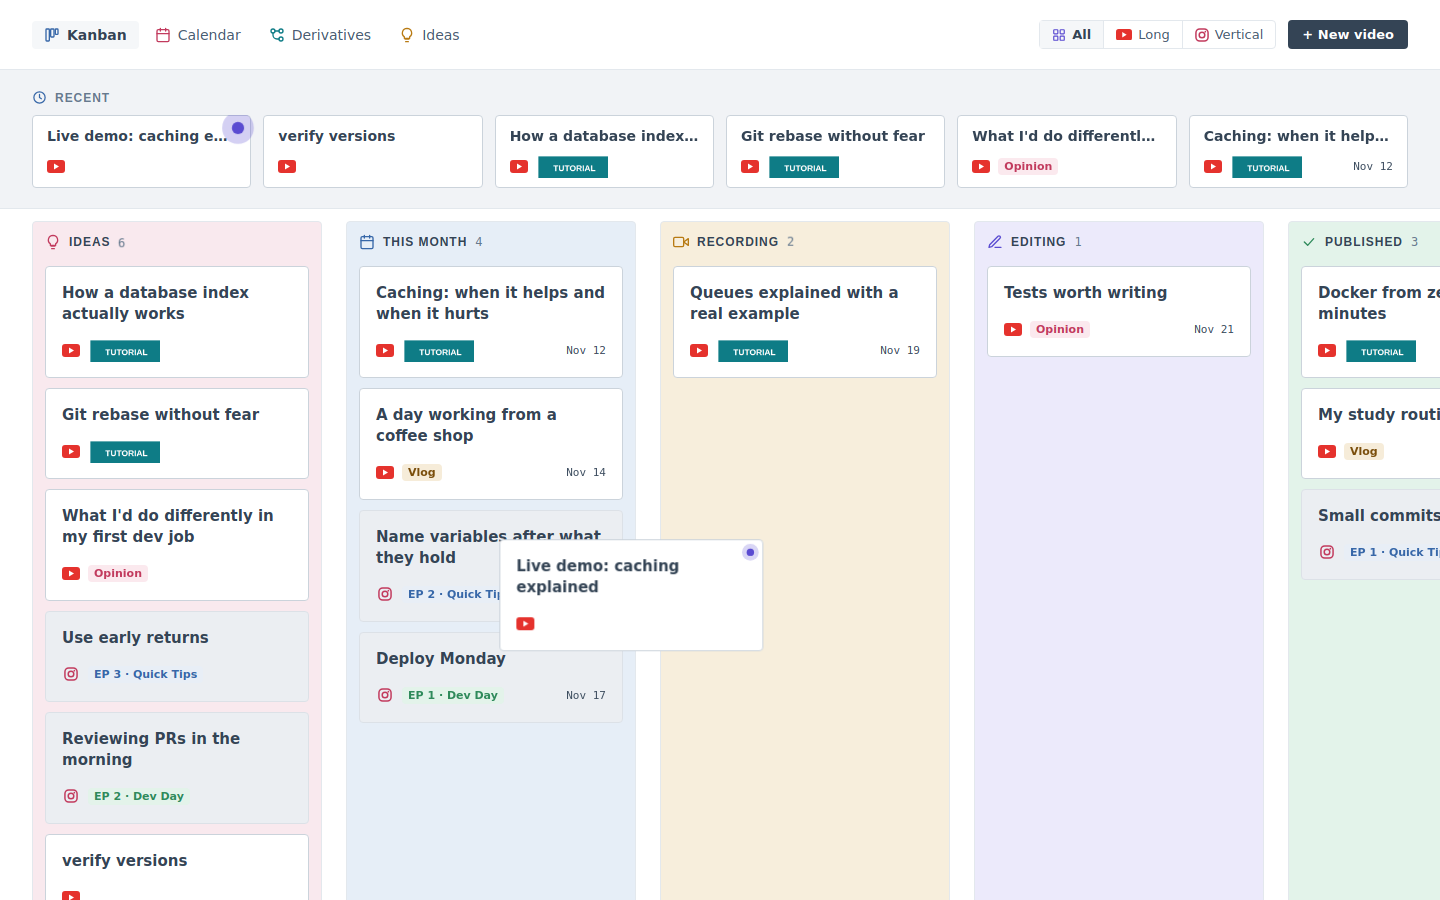 Kanban
Calendar
Derivatives
Ideas
All
Long
Vertical
+ New video
RECENT
Live demo: caching e…
verify versions
How a database index…
TUTORIAL
Git rebase without fear
TUTORIAL
What I'd do differentl…
Opinion
Caching: when it help…
TUTORIAL
Nov 12
IDEAS 6
How a database index
actually works
TUTORIAL
Git rebase without fear
TUTORIAL
What I'd do differently in
my first dev job
Opinion
Use early returns
EP 3 · Quick Tips
Reviewing PRs in the
morning
EP 2 · Dev Day
verify versions
THIS MONTH 4
Caching: when it helps and
when it hurts
TUTORIAL
Nov 12
A day working from a
coffee shop
Vlog
Nov 14
Name variables after what
they hold
EP 2 · Quick Tip
Deploy Monday
EP 1 · Dev Day
Nov 17
Live demo: caching
explained
RECORDING 2
Queues explained with a
real example
TUTORIAL
Nov 19
EDITING 1
Tests worth writing
Opinion
Nov 21
PUBLISHED 3
Docker from ze
minutes
TUTORIAL
My study routi
Vlog
Small commits
EP 1 · Quick Ti